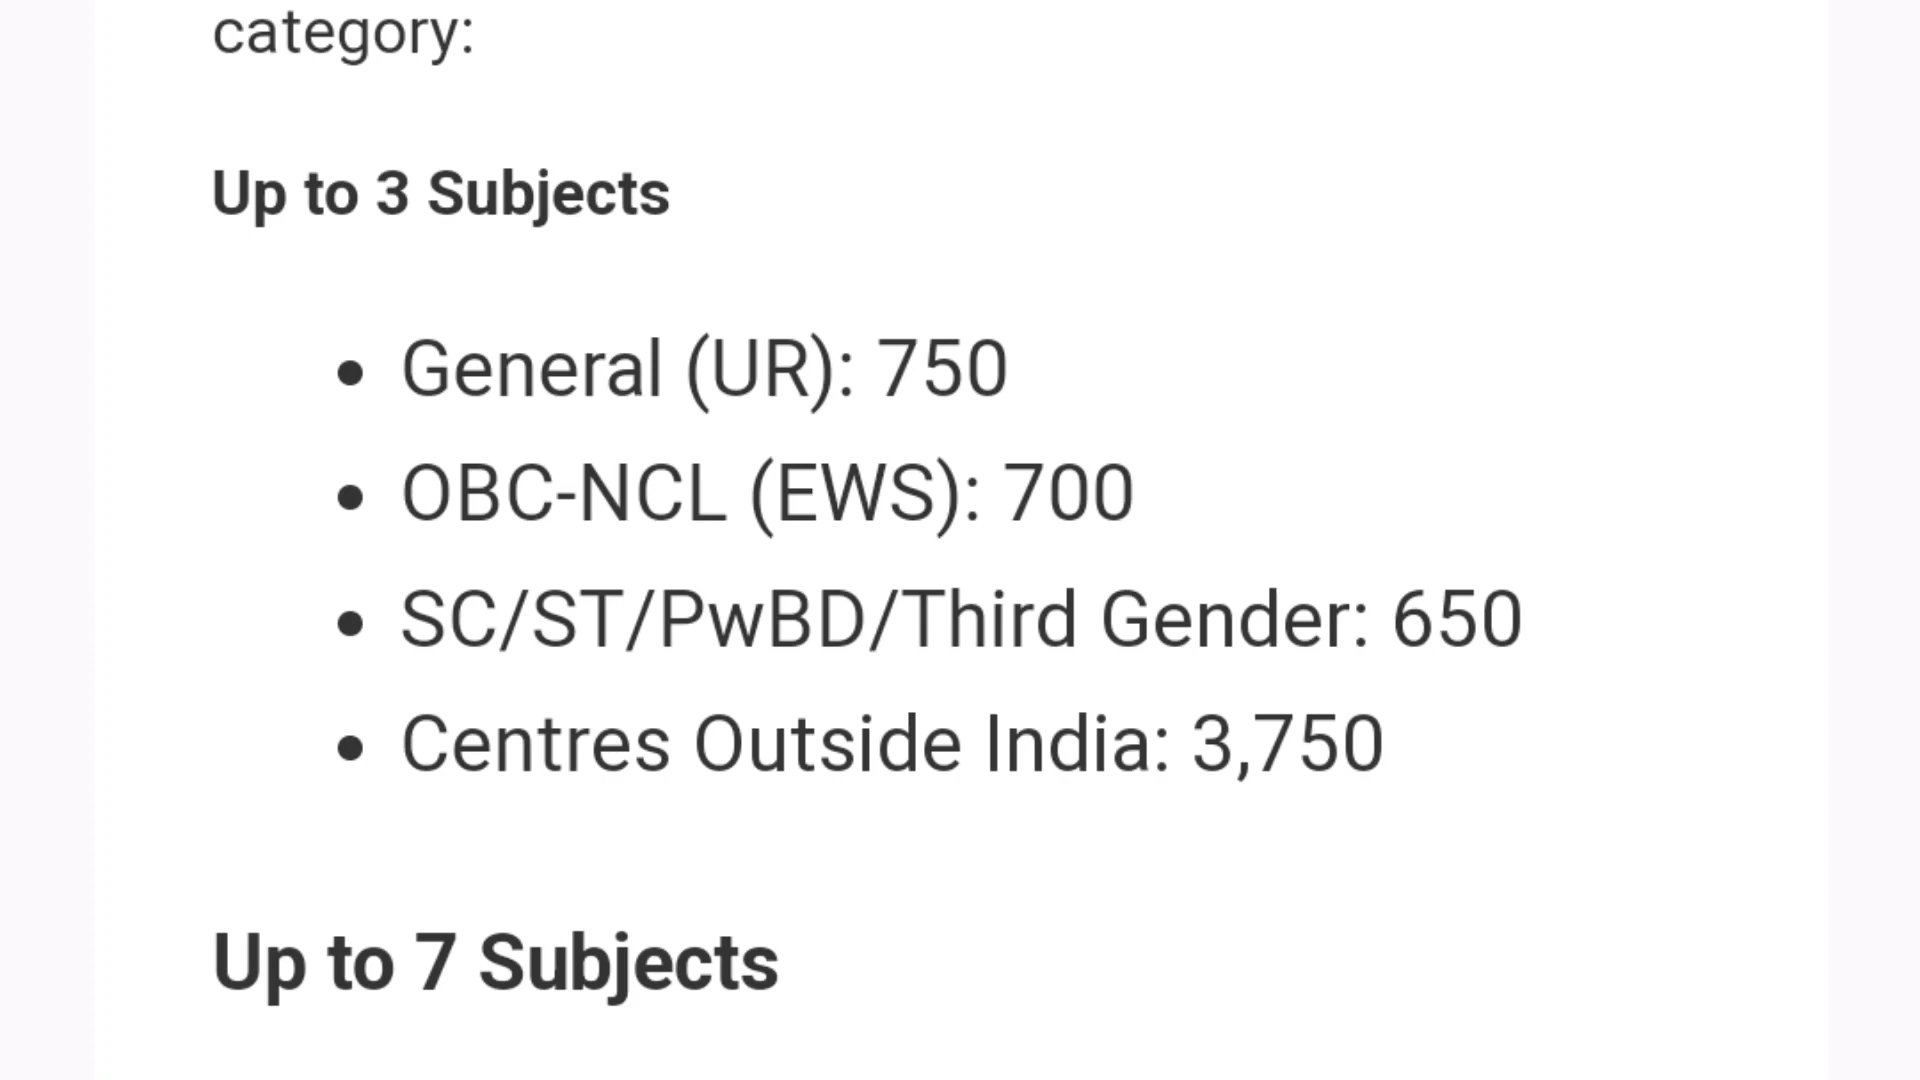 category:
Up to 3 Subjects
• General (UR): 750
• OBC-NCL (EWS): 700
• SC/ST/PwBD/Third Gender: 650
• Centres Outside India: 3,750
Up to 7 Subjects